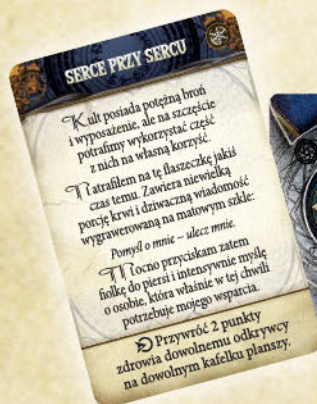 SERCE PRZY SERCU
Kult posiada potężną broń
i wyposażenie, ale na szczęście
potrafimy wykorzystać część
z nich na własną korzyść.
Natrafiłem na tę flaszeczkę jakiś
czas temu. Zawiera niewielką
porcję krwi i dziwaczną wiadomość
wygrawerowaną na matowym szkle:
Pomyśl o mnie – ulecz mnie.
Mocno przyciskam zatem
fiolkę do piersi i intensywnie myślę
o osobie, która właśnie w tej chwili
potrzebuje mojego wsparcia.
Przywróć 2 punkty
zdrowia dowolnemu odkrywcy
na dowolnym kafelku planszy.